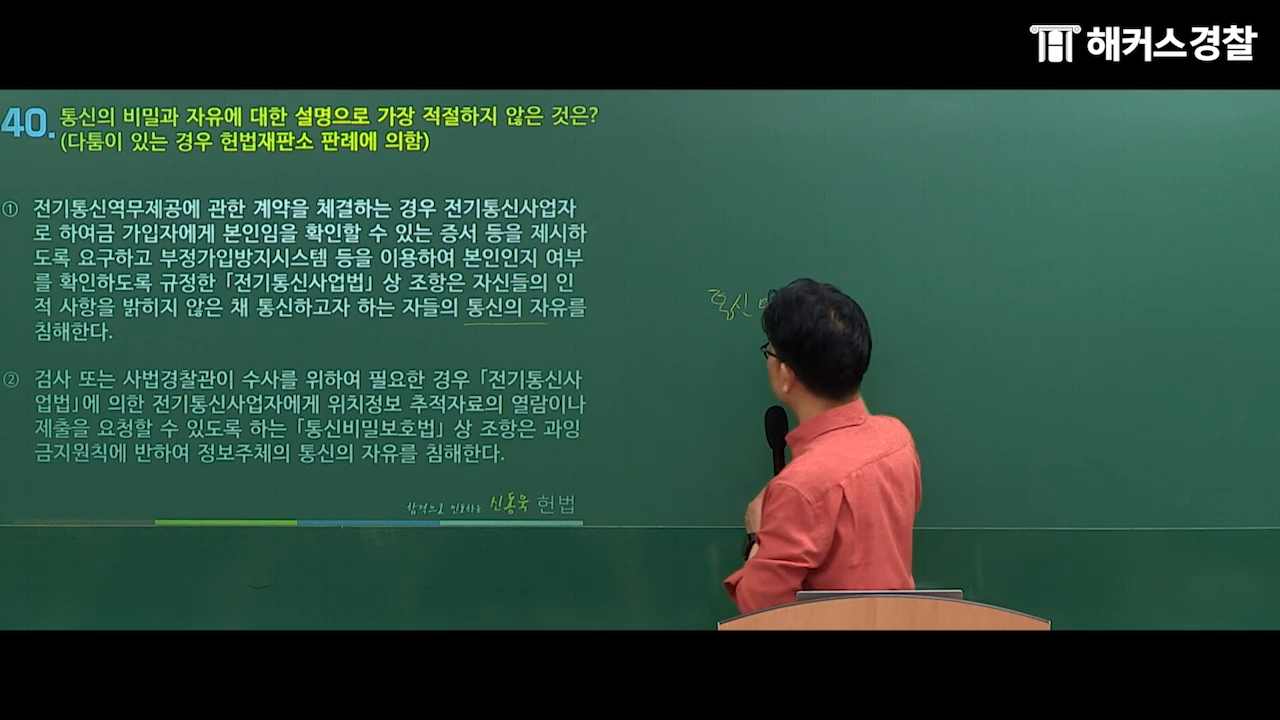 해커스경찰
40. 통신의 비밀과 자유에 대한 설명으로 가장 적절하지 않은 것은?
(다툼이 있는 경우 헌법재판소 판례에 의함)
① 전기통신역무제공에 관한 계약을 체결하는 경우 전기통신사업자
로 하여금 가입자에게 본인임을 확인할 수 있는 증서 등을 제시하
도록 요구하고 부정가입방지시스템 등을 이용하여 본인인지 여부
를 확인하도록 규정한 「전기통신사업법」 상 조항은 자신들의 인
적 사항을 밝히지 않은 채 통신하고자 하는 자들의 통신의 자유를
침해한다.
② 검사 또는 사법경찰관이 수사를 위하여 필요한 경우 「전기통신사
업법」에 의한 전기통신사업자에게 위치정보 추적자료의 열람이나
제출을 요청할 수 있도록 하는 「통신비밀보호법」 상 조항은 과잉
금지원칙에 반하여 정보주체의 통신의 자유를 침해한다.
합격으로 인도하는 신동욱 헌법
통신